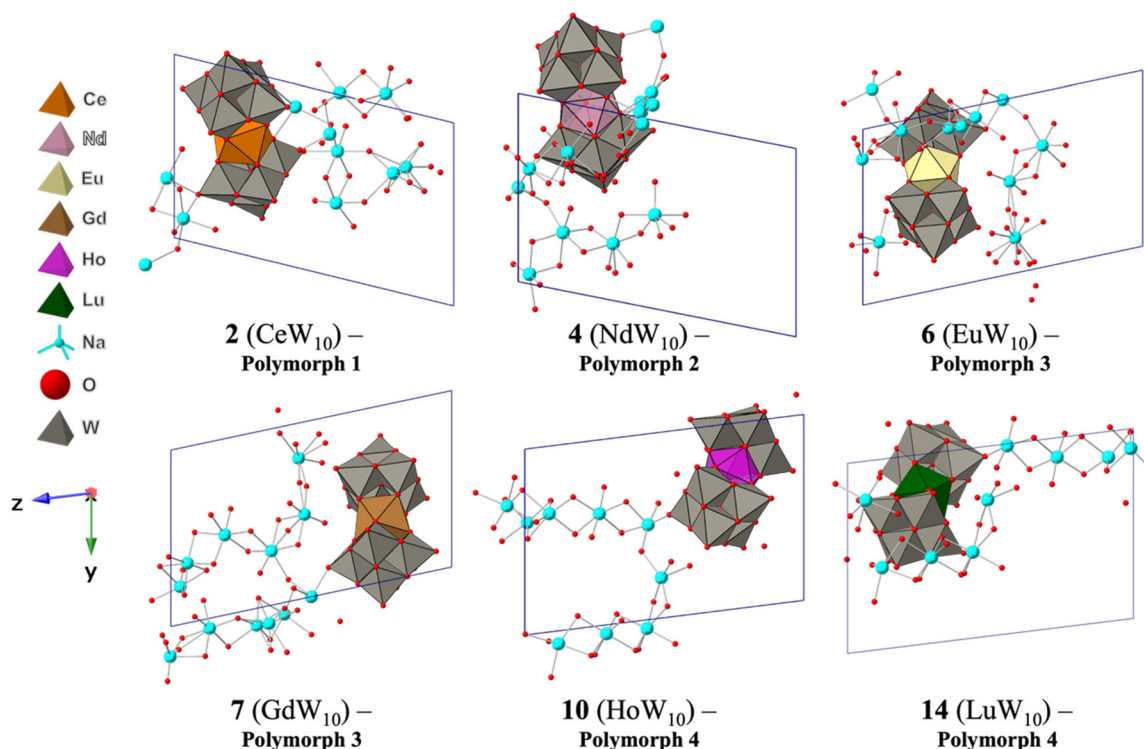 Ce
Nd
Eu
Gd
Ho
Lu
Na
O
W
z
x
y
2 (CeW₁₀) –
Polymorph 1
4 (NdW₁₀) –
Polymorph 2
6 (EuW₁₀) –
Polymorph 3
7 (GdW₁₀) –
Polymorph 3
10 (HoW₁₀) –
Polymorph 4
14 (LuW₁₀) –
Polymorph 4